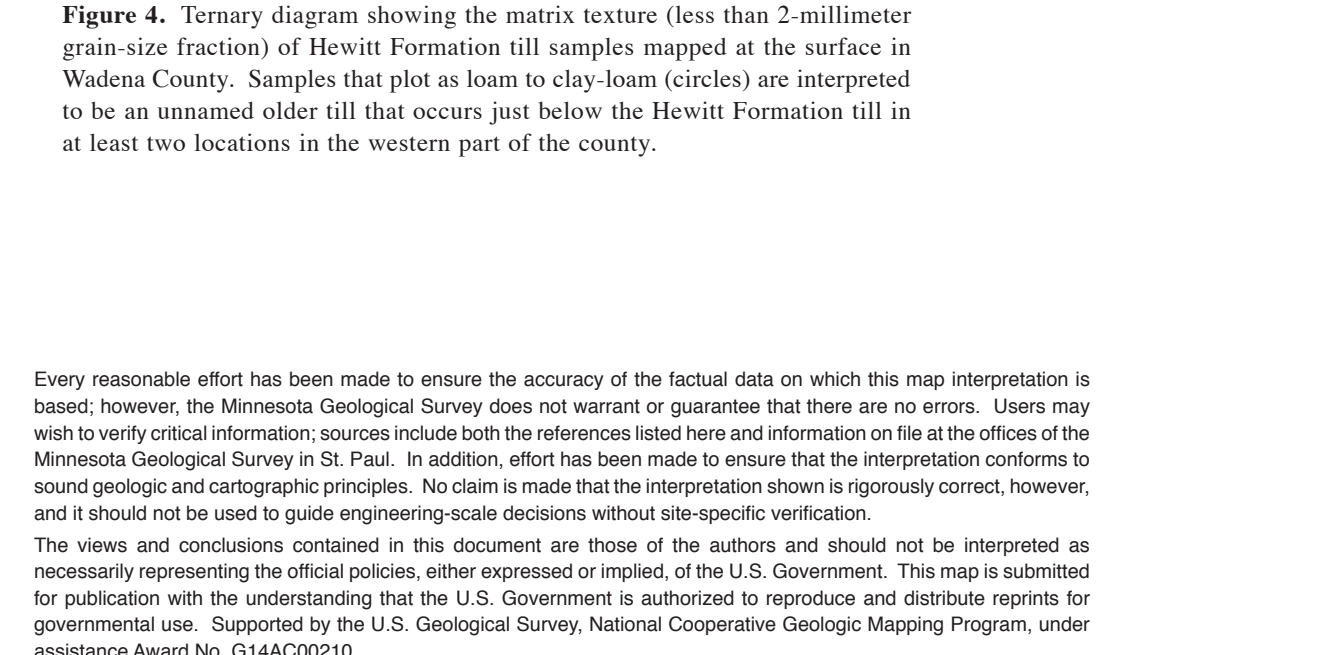 Figure 4. Ternary diagram showing the matrix texture (less than 2-millimeter
grain-size fraction) of Hewitt Formation till samples mapped at the surface in
Wadena County. Samples that plot as loam to clay-loam (circles) are interpreted
to be an unnamed older till that occurs just below the Hewitt Formation till in
at least two locations in the western part of the county.
Every reasonable effort has been made to ensure the accuracy of the factual data on which this map interpretation is
based; however, the Minnesota Geological Survey does not warrant or guarantee that there are no errors. Users may
wish to verify critical information; sources include both the references listed here and information on file at the offices of the
Minnesota Geological Survey in St. Paul. In addition, effort has been made to ensure that the interpretation conforms to
sound geologic and cartographic principles. No claim is made that the interpretation shown is rigorously correct, however,
and it should not be used to guide engineering-scale decisions without site-specific verification.
The views and conclusions contained in this document are those of the authors and should not be interpreted as
necessarily representing the official policies, either expressed or implied, of the U.S. Government. This map is submitted
for publication with the understanding that the U.S. Government is authorized to reproduce and distribute reprints for
governmental use. Supported by the U.S. Geological Survey, National Cooperative Geologic Mapping Program, under
assistance Award No. G14AC00210